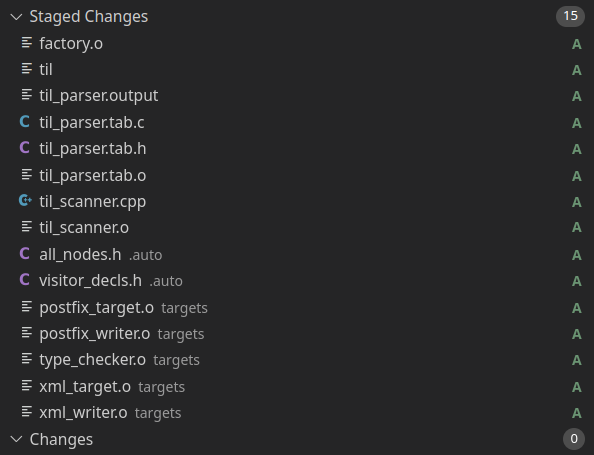 Staged Changes 15
factory.o A
til A
til_parser.output A
C til_parser.tab.c A
C til_parser.tab.h A
til_parser.tab.o A
C+ til_scanner.cpp A
til_scanner.o A
C all_nodes.h .auto A
C visitor_decls.h .auto A
postfix_target.o targets A
postfix_writer.o targets A
type_checker.o targets A
xml_target.o targets A
xml_writer.o targets A
Changes 0